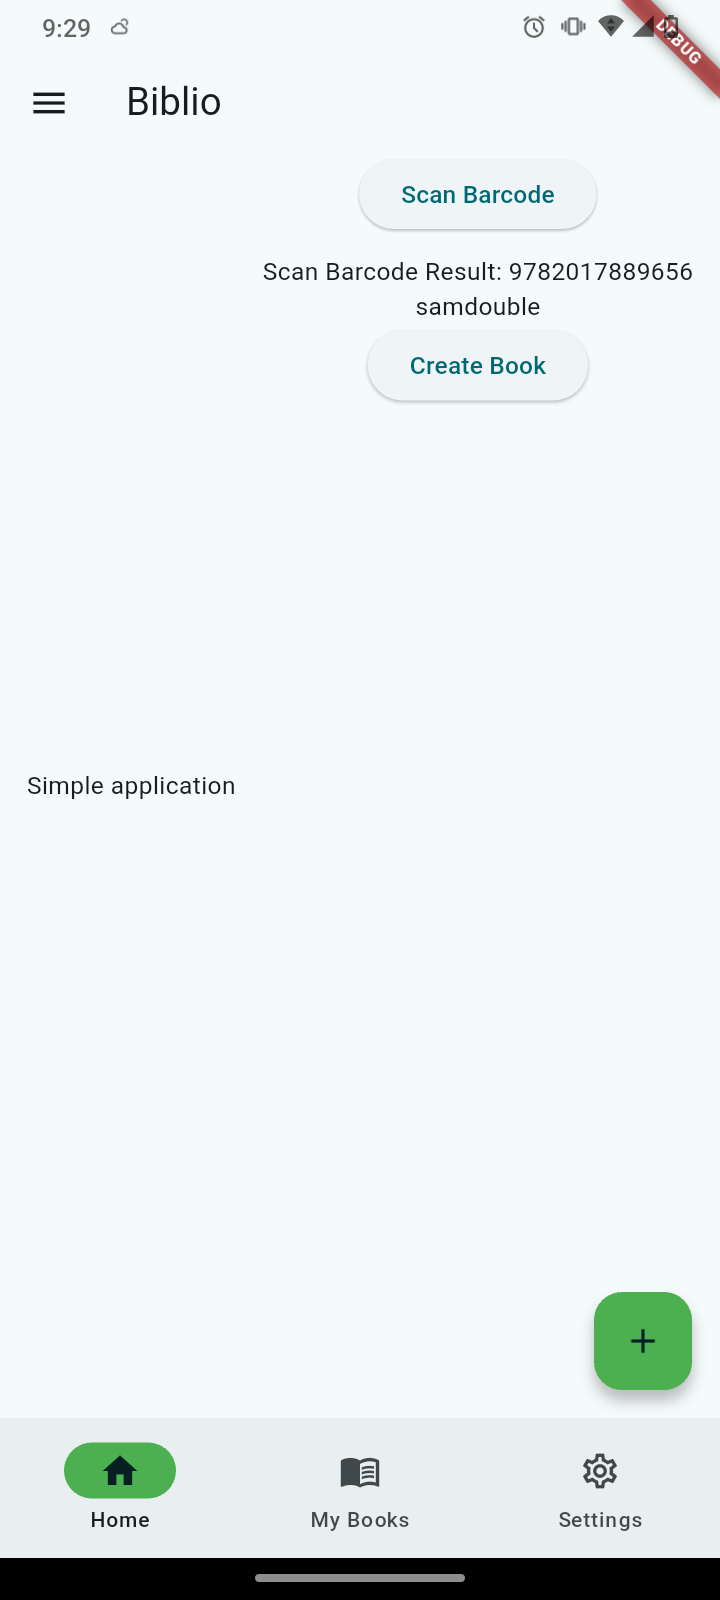 9:29
DEBUG
Biblio
Scan Barcode
Scan Barcode Result: 9782017889656
samdouble
Create Book
Simple application
Home
My Books
Settings